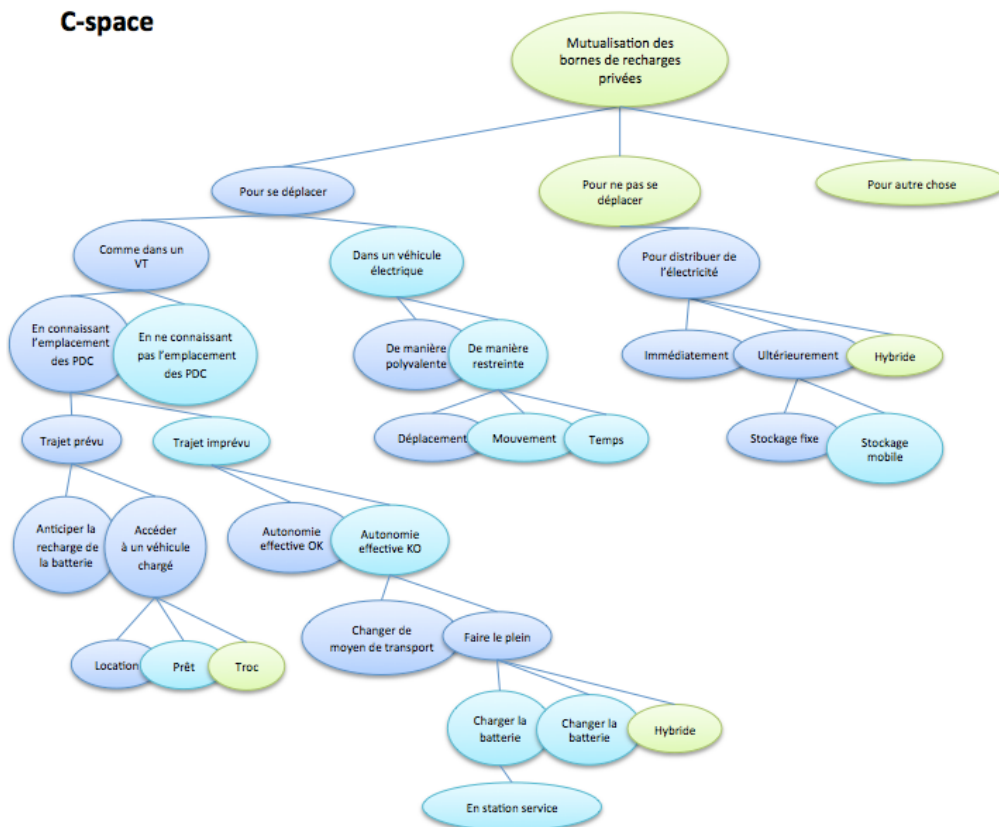 C-space
Mutualisation des
bornes de recharges
privées
Pour se déplacer
Pour ne pas se
déplacer
Pour autre chose
Comme dans un
VT
Dans un véhicule
électrique
Pour distribuer de
l'électricité
En connaissant
l'emplacement
des PDC
En ne connaissant
pas l'emplacement
des PDC
De manière
polyvalente
De manière
restreinte
Immédiatement
Ultérieurement
Hybride
Trajet prévu
Trajet imprévu
Déplacement
Mouvement
Temps
Stockage fixe
Stockage
mobile
Anticiper la
recharge de
la batterie
Accéder
à un véhicule
chargé
Autonomie
effective OK
Autonomie
effective KO
Changer de
moyen de transport
Faire le plein
Location
Prêt
Troc
Charger la
batterie
Changer la
batterie
Hybride
En station service